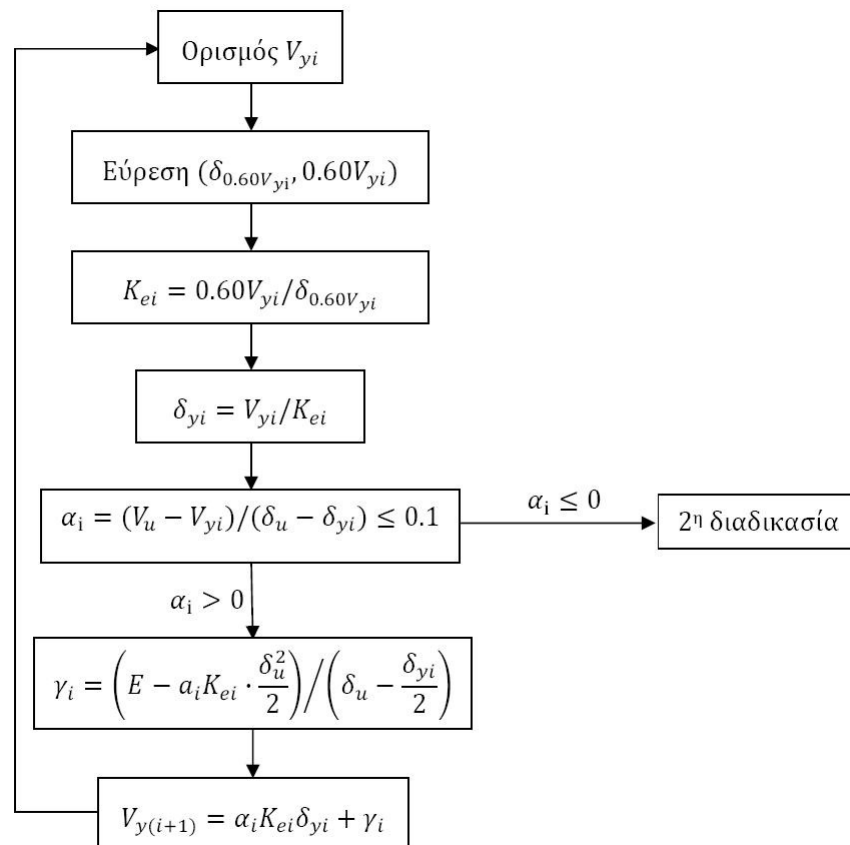 Ορισμός V_{yi}
Εύρεση (δ_{0.60V_{yi}}, 0.60V_{yi})
K_{ei} = 0.60V_{yi}/δ_{0.60V_{yi}}
δ_{yi} = V_{yi}/K_{ei}
α_i = (V_u − V_{yi})/(δ_u − δ_{yi}) ≤ 0.1
α_i ≤ 0
2^η διαδικασία
α_i > 0
γ_i = (E − a_i K_{ei} · δ_u^2/2)/(δ_u − δ_{yi}/2)
V_{y(i+1)} = α_i K_{ei} δ_{yi} + γ_i